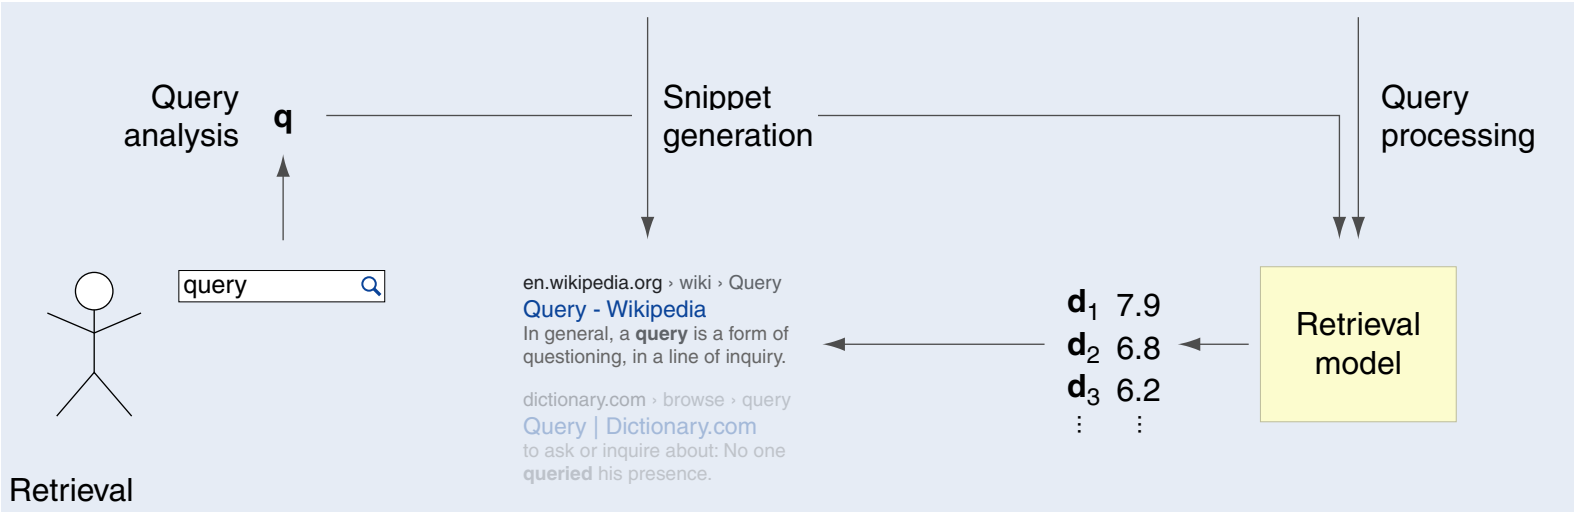 Query
analysis
q
Snippet
generation
Query
processing
query
en.wikipedia.org › wiki › Query
Query - Wikipedia
In general, a query is a form of
questioning, in a line of inquiry.
dictionary.com › browse › query
Query | Dictionary.com
to ask or inquire about: No one
queried his presence.
d1 7.9
d2 6.8
d3 6.2
⋮ ⋮
Retrieval
model
Retrieval